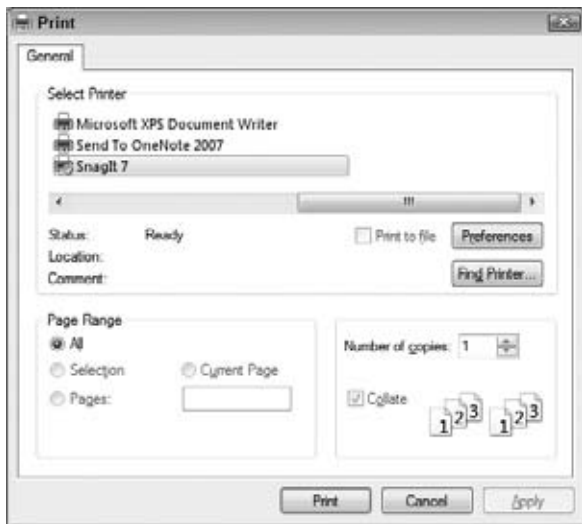 Print
General
Select Printer
Microsoft XPS Document Writer
Send To OneNote 2007
SnagIt 7
Status: Ready
Print to file
Preferences
Location:
Comment:
Find Printer...
Page Range
All
Selection
Current Page
Pages:
Number of copies: 1
Collate
1 2 3 1 2 3
Print Cancel Apply